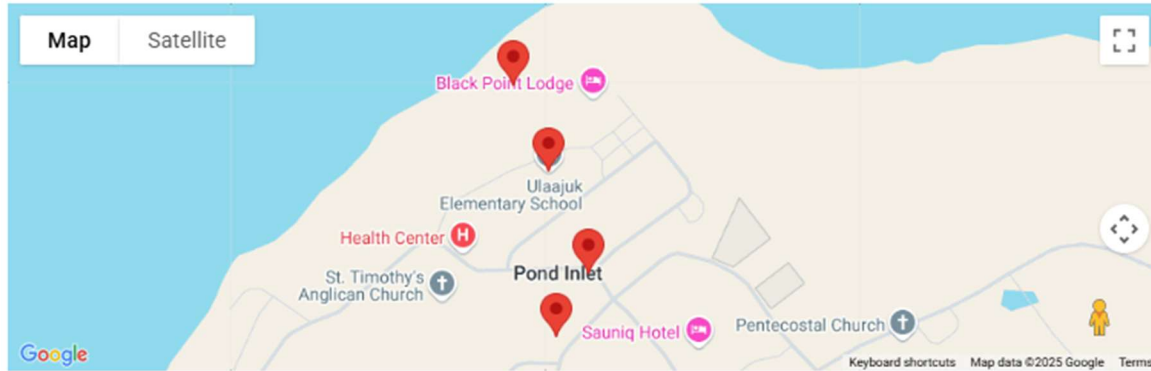 Map
Satellite
Black Point Lodge
Ulaajuk
Elementary School
Health Center
H
St. Timothy's
Anglican Church
Pond Inlet
Sauniq Hotel
Pentecostal Church
Google
Keyboard shortcuts
Map data ©2025 Google
Terms